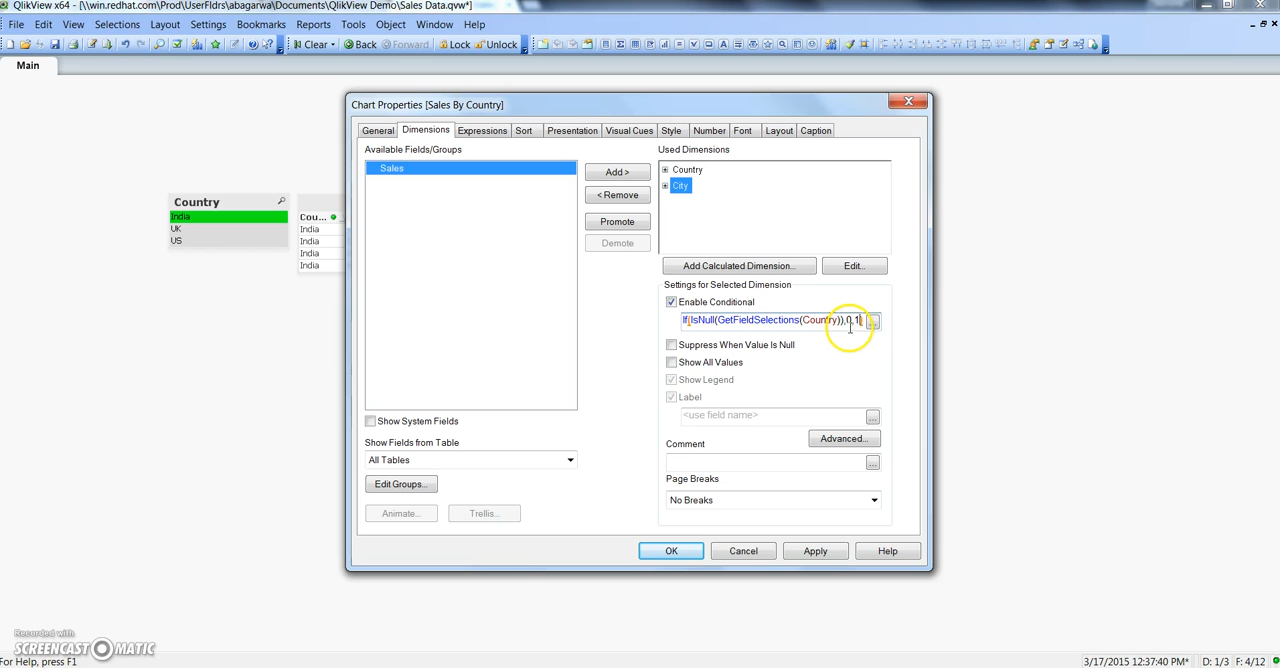 QlikView x64 - [\\win.redhat.com\Prod\UserFldrs\abagarwa\Documents\QlikView Demo\Sales Data.qvw*]
File Edit View Selections Layout Settings Bookmarks Reports Tools Object Window Help
Clear Back Forward Lock Unlock
Main
Chart Properties [Sales By Country]
General Dimensions Expressions Sort Presentation Visual Cues Style Number Font Layout Caption
Available Fields/Groups
Used Dimensions
Sales
Add >
< Remove
Promote
Demote
Country
City
Country
India
UK
US
Cou...
India
India
India
India
Add Calculated Dimension...
Edit...
Settings for Selected Dimension
Enable Conditional
If(IsNull(GetFieldSelections(Country)),0,1)
...
Suppress When Value Is Null
Show All Values
Show Legend
Label
<use field name>
...
Advanced...
Comment
...
Page Breaks
No Breaks
Show System Fields
Show Fields from Table
All Tables
Edit Groups...
Animate...
Trellis...
OK Cancel Apply Help
Recorded with
SCREENCAST MATIC
For Help, press F1
3/17/2015 12:37:40 PM* D: 1/3 F: 4/12